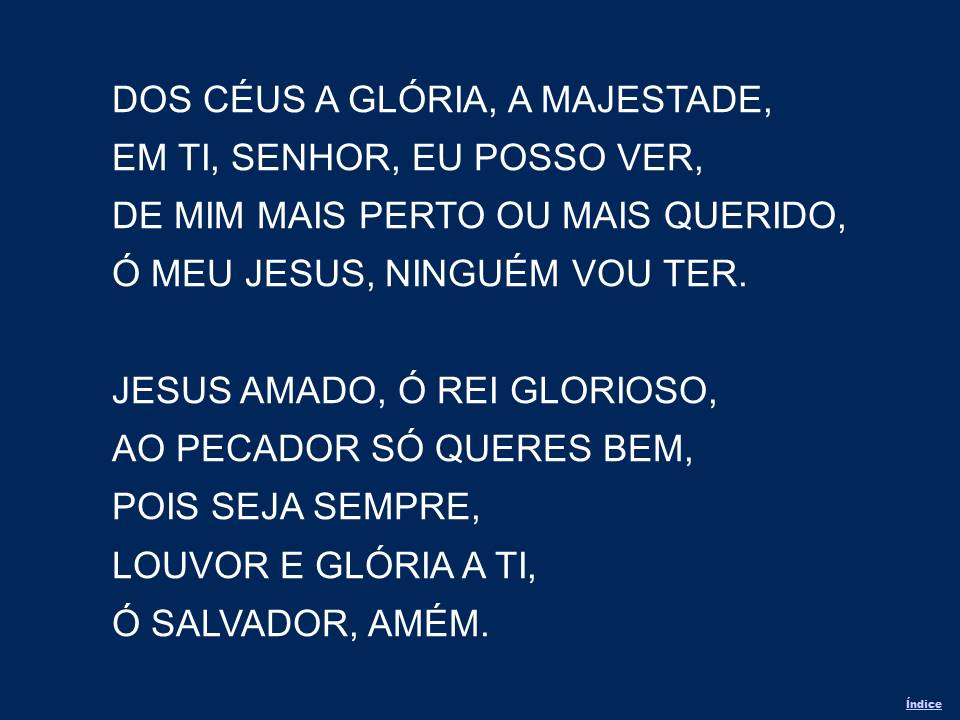 DOS CÉUS A GLÓRIA, A MAJESTADE,
EM TI, SENHOR, EU POSSO VER,
DE MIM MAIS PERTO OU MAIS QUERIDO,
Ó MEU JESUS, NINGUÉM VOU TER.
JESUS AMADO, Ó REI GLORIOSO,
AO PECADOR SÓ QUERES BEM,
POIS SEJA SEMPRE,
LOUVOR E GLÓRIA A TI,
Ó SALVADOR, AMÉM.
Índice